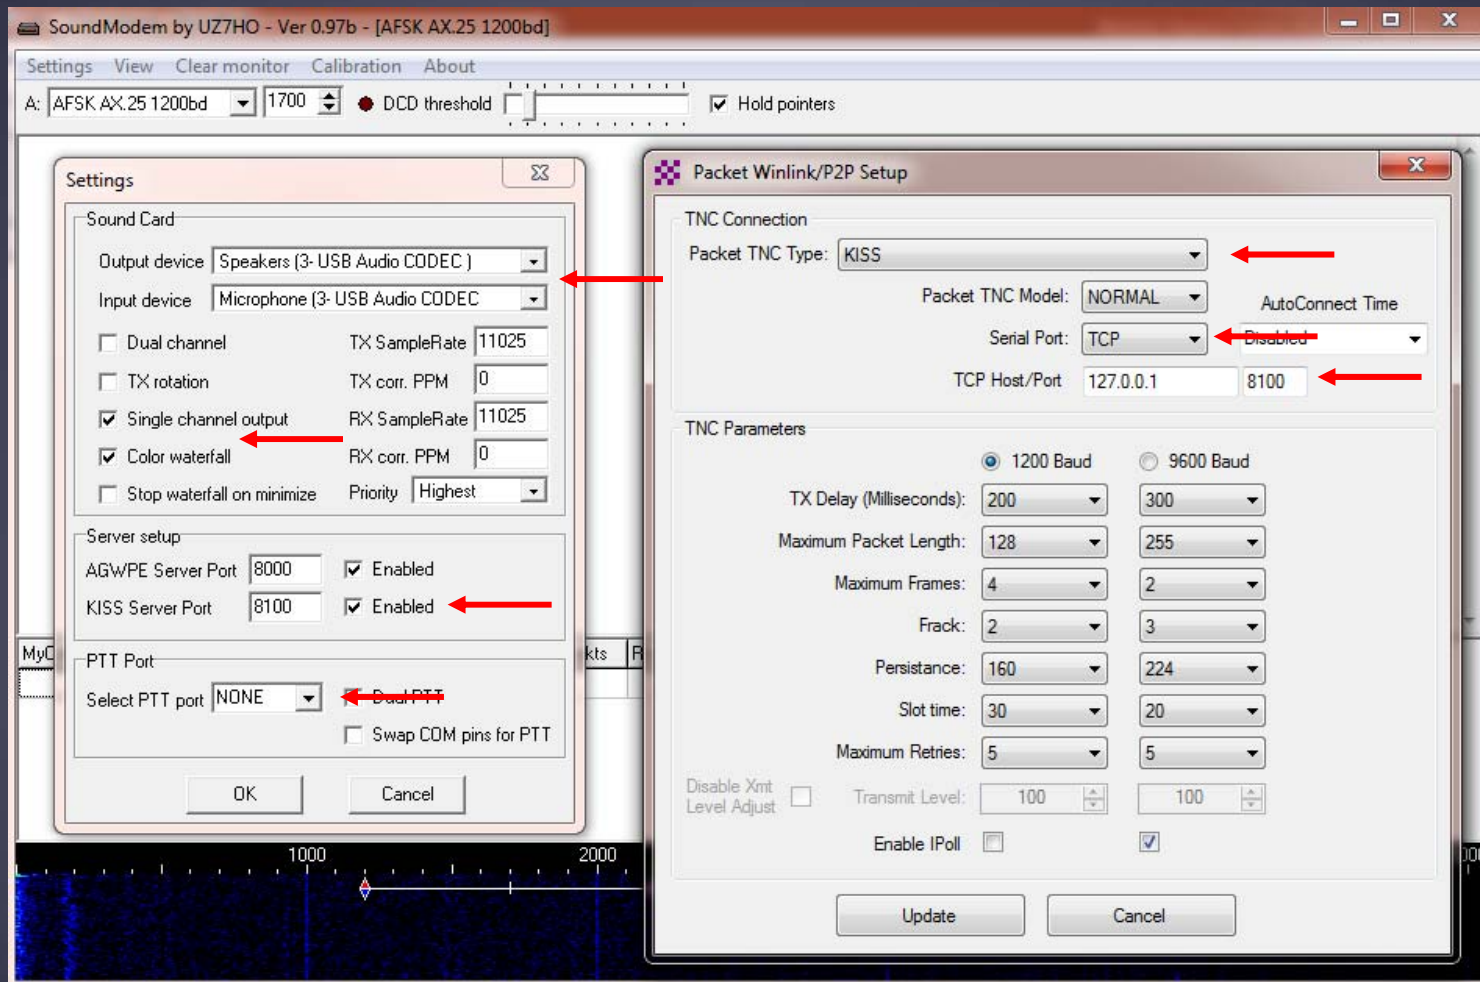 SoundModem by UZ7HO - Ver 0.97b - [AFSK AX.25 1200bd]
Settings View Clear monitor Calibration About
A: AFSK AX.25 1200bd 1700 DCD threshold Hold pointers
Settings
Sound Card
Output device Speakers (3- USB Audio CODEC )
Input device Microphone (3- USB Audio CODEC
Dual channel TX SampleRate 11025
TX rotation TX corr. PPM 0
Single channel output RX SampleRate 11025
Color waterfall RX corr. PPM 0
Stop waterfall on minimize Priority Highest
Server setup
AGWPE Server Port 8000 Enabled
KISS Server Port 8100 Enabled
PTT Port
Select PTT port NONE Dual PTT
Swap COM pins for PTT
OK Cancel
Packet Winlink/P2P Setup
TNC Connection
Packet TNC Type: KISS
Packet TNC Model: NORMAL AutoConnect Time
Serial Port: TCP Disabled
TCP Host/Port 127.0.0.1 8100
TNC Parameters
1200 Baud 9600 Baud
TX Delay (Milliseconds): 200 300
Maximum Packet Length: 128 255
Maximum Frames: 4 2
Frack: 2 3
Persistance: 160 224
Slot time: 30 20
Maximum Retries: 5 5
Disable Xmt
Level Adjust Transmit Level: 100 100
Enable IPoll
Update Cancel
1000 2000